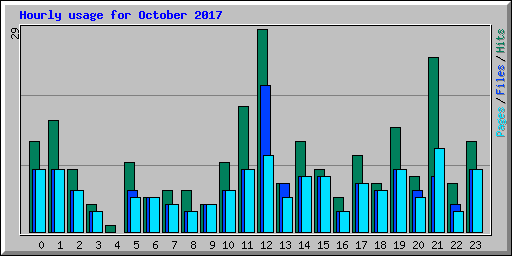 Hourly usage for October 2017
29
Pages/Files/Hits
0 1 2 3 4 5 6 7 8 9 10 11 12 13 14 15 16 17 18 19 20 21 22 23